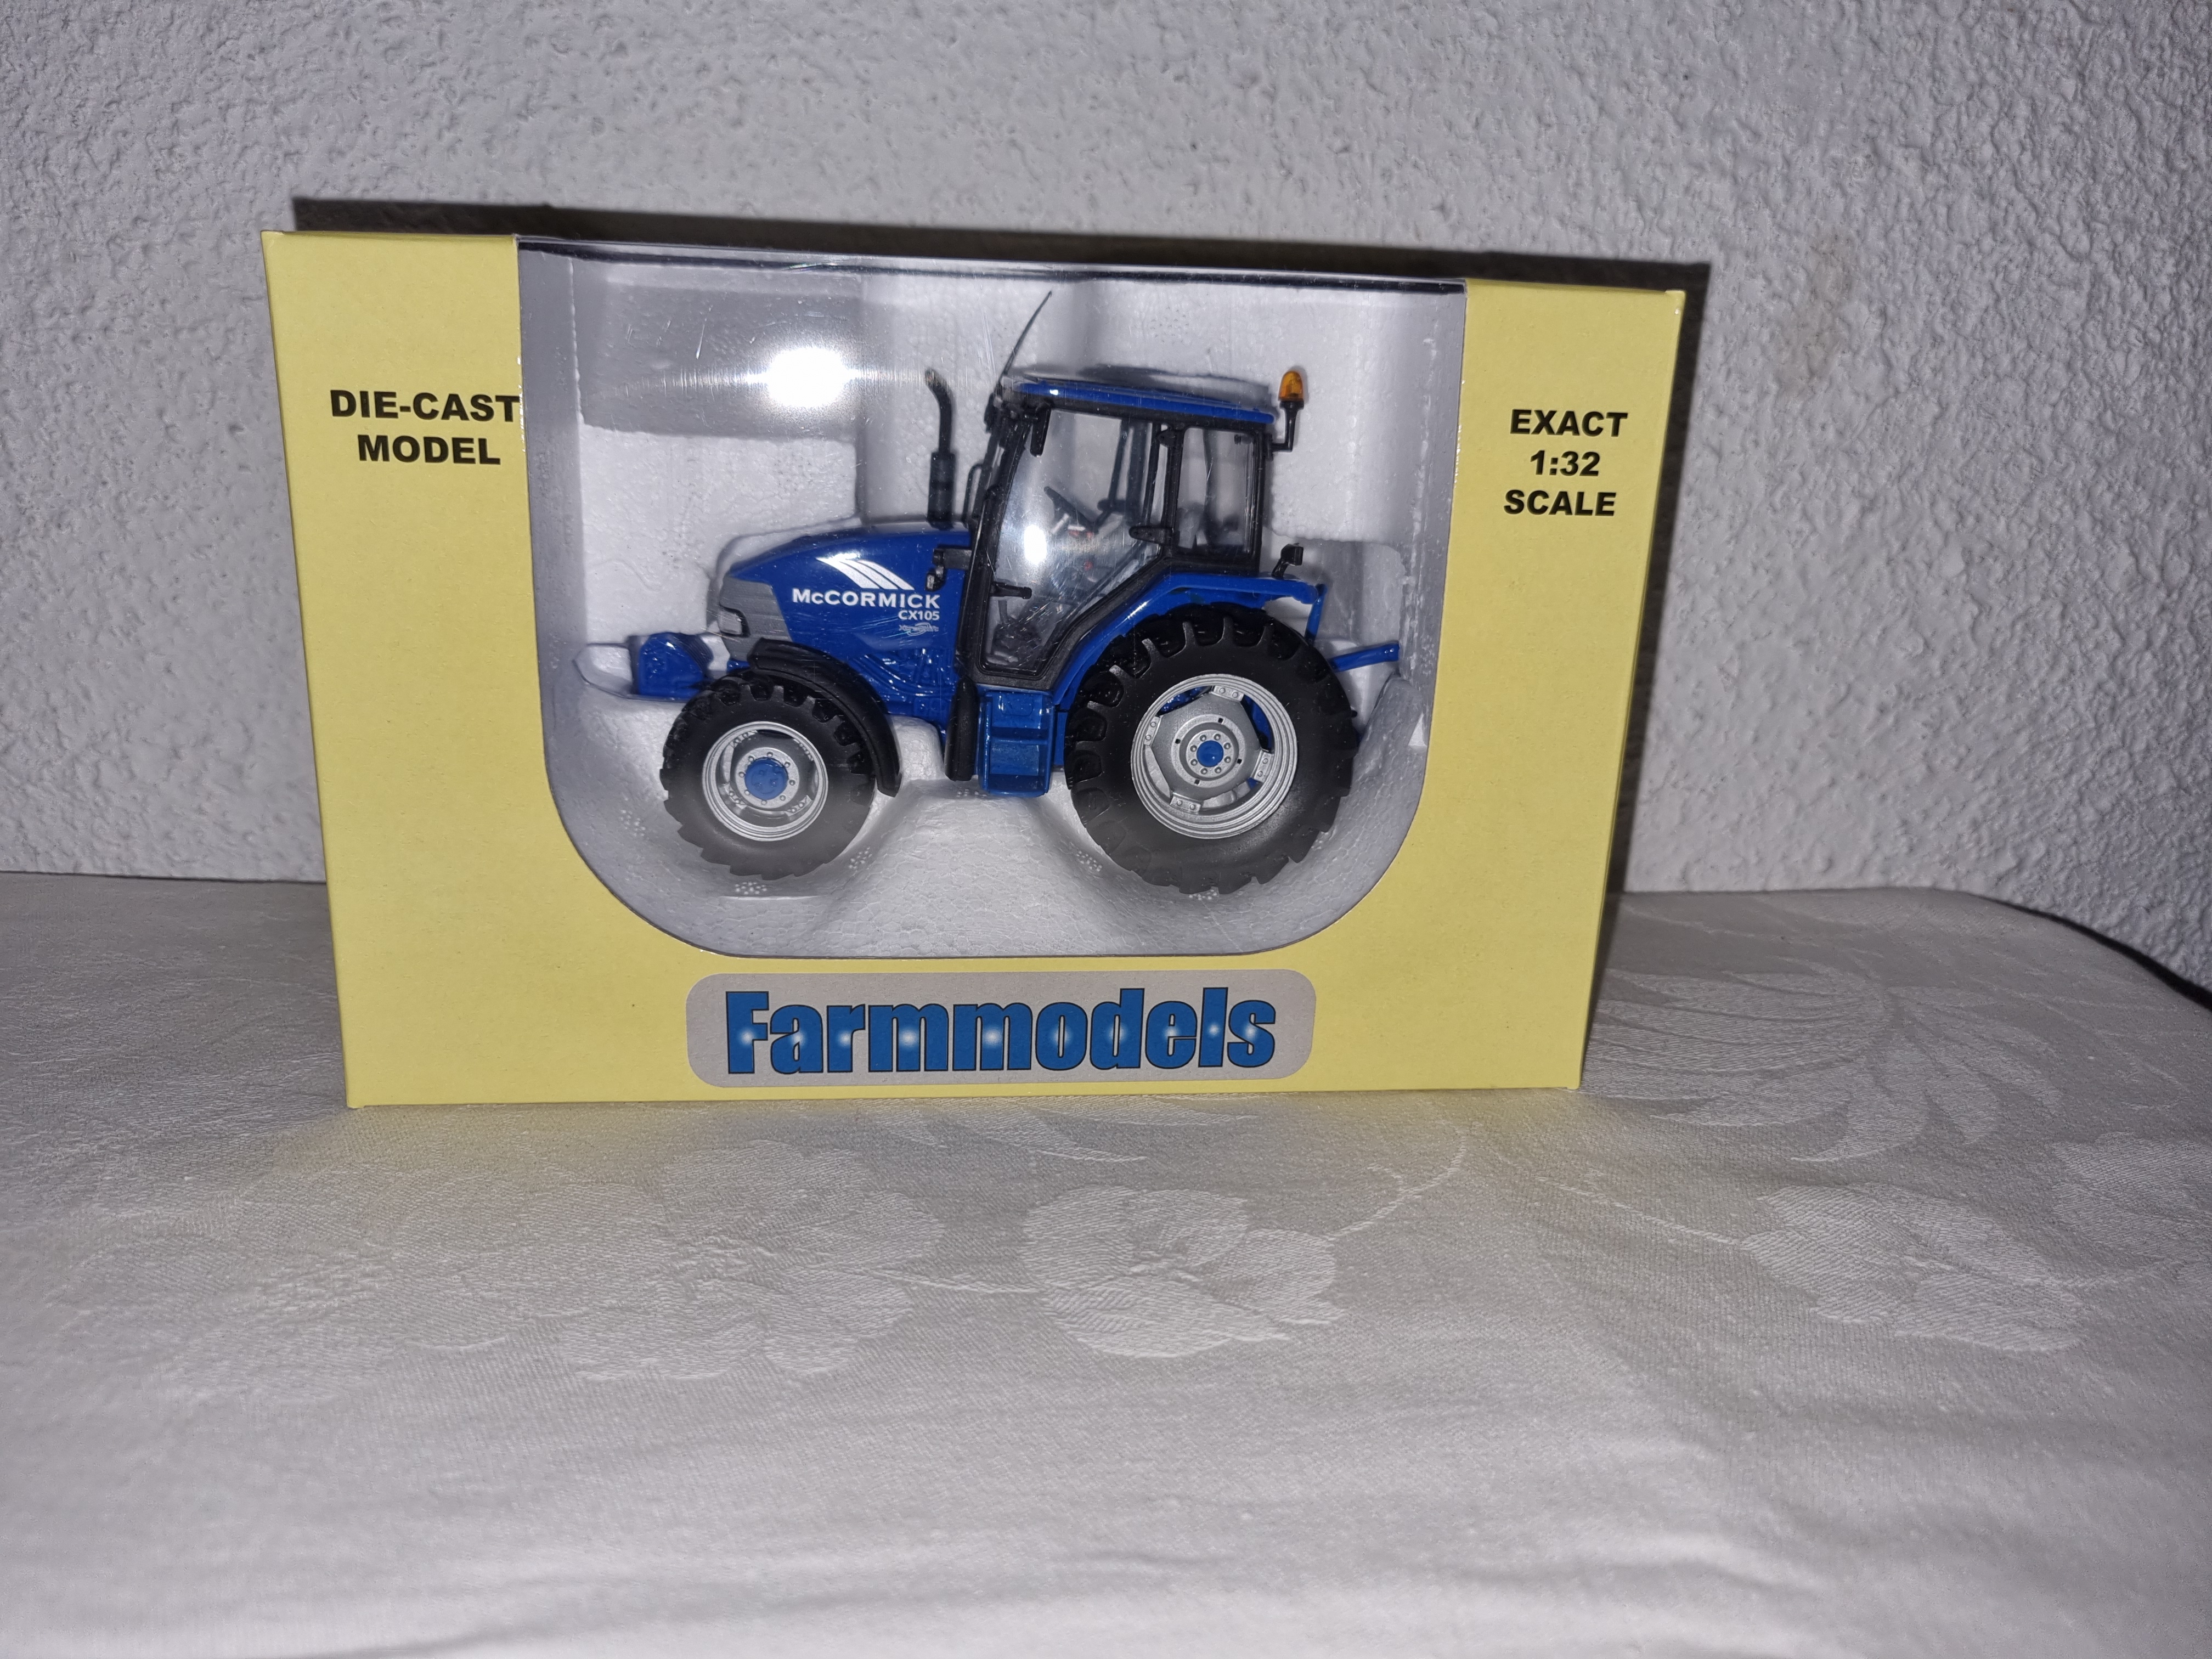 DIE-CAST
MODEL
EXACT
1:32
SCALE
McCORMICK
CX105
Farmmodels